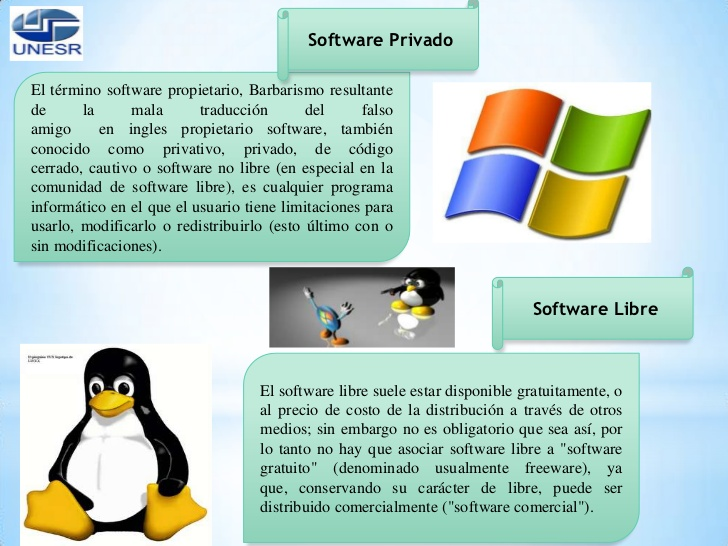 UNESR
Software Privado
El término software propietario, Barbarismo resultante
de la mala traducción del falso
amigo en ingles propietario software, también
conocido como privativo, privado, de código
cerrado, cautivo o software no libre (en especial en la
comunidad de software libre), es cualquier programa
informático en el que el usuario tiene limitaciones para
usarlo, modificarlo o redistribuirlo (esto último con o
sin modificaciones).
Software Libre
El software libre suele estar disponible gratuitamente, o
al precio de costo de la distribución a través de otros
medios; sin embargo no es obligatorio que sea así, por
lo tanto no hay que asociar software libre a "software
gratuito" (denominado usualmente freeware), ya
que, conservando su carácter de libre, puede ser
distribuido comercialmente ("software comercial").